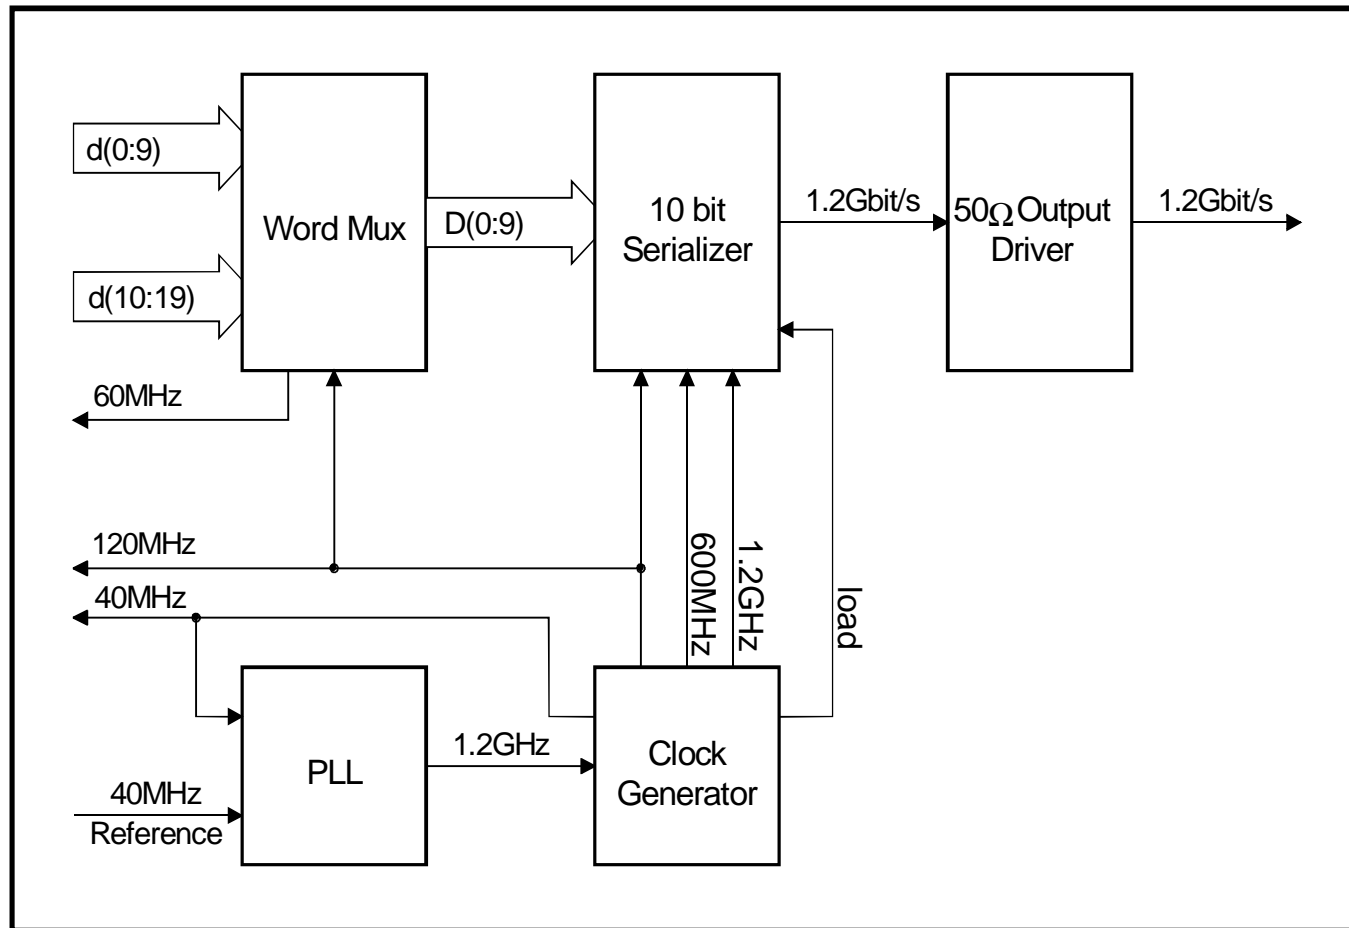 d(0:9)
d(10:19)
Word Mux
D(0:9)
10 bit
Serializer
1.2Gbit/s
50Ω Output
Driver
1.2Gbit/s
60MHz
120MHz
40MHz
600MHz
1.2GHz
load
PLL
1.2GHz
Clock
Generator
40MHz
Reference